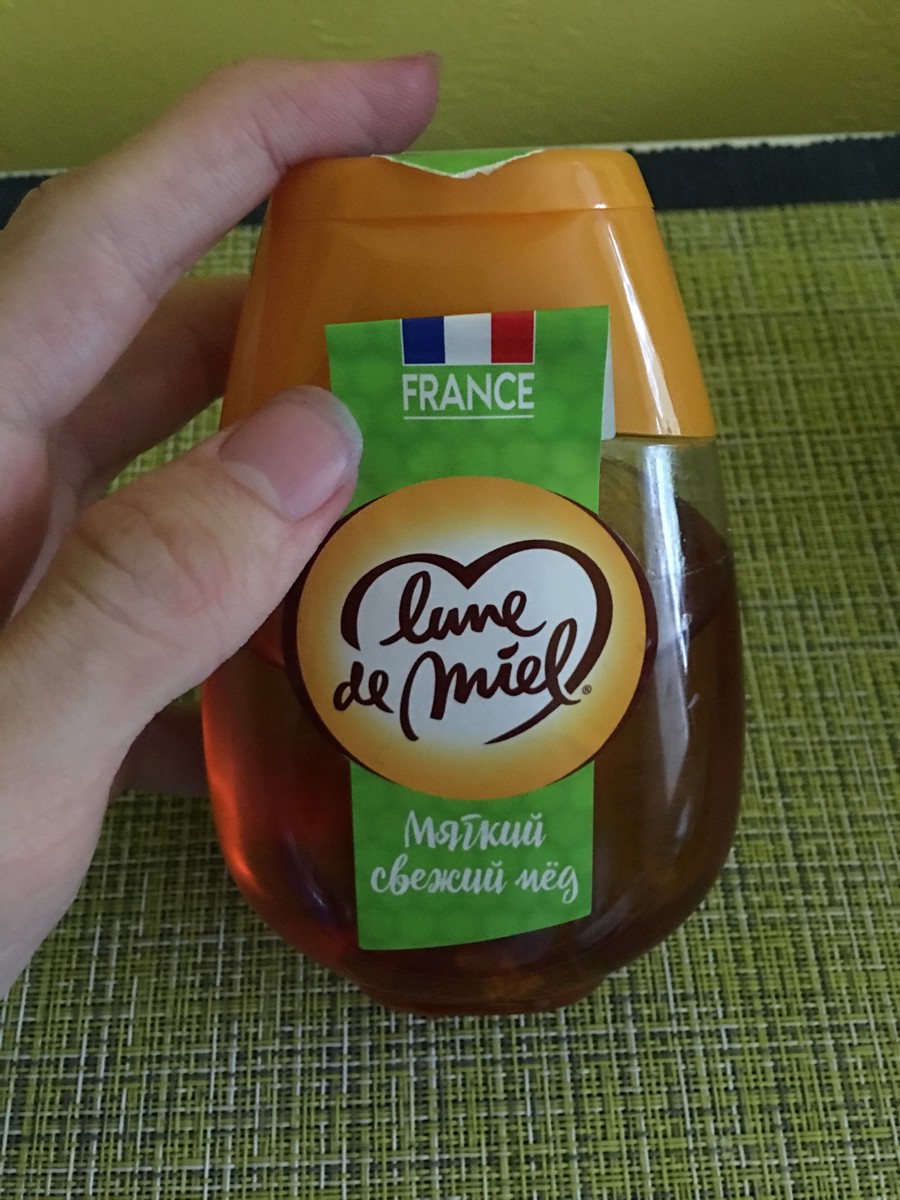 FRANCE
lune
de miel®
Мягкий
свежий мёд